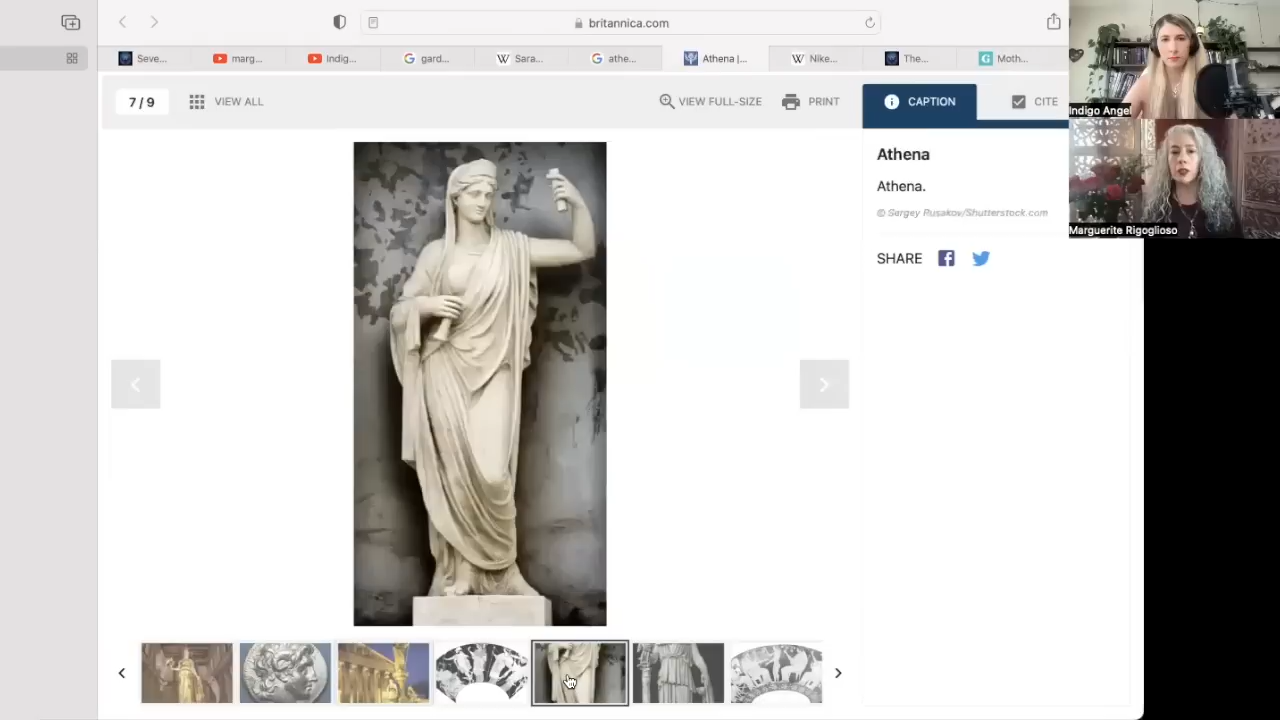 britannica.com
Seve...
marg...
Indig...
gard...
Sara...
athe...
Athena |...
Nike...
The...
Moth...
7 / 9
VIEW ALL
VIEW FULL-SIZE
PRINT
CAPTION
CITE
Athena
Athena.
© Sergey Rusakov/Shutterstock.com
SHARE
Indigo Angel
Marguerite Rigoglioso